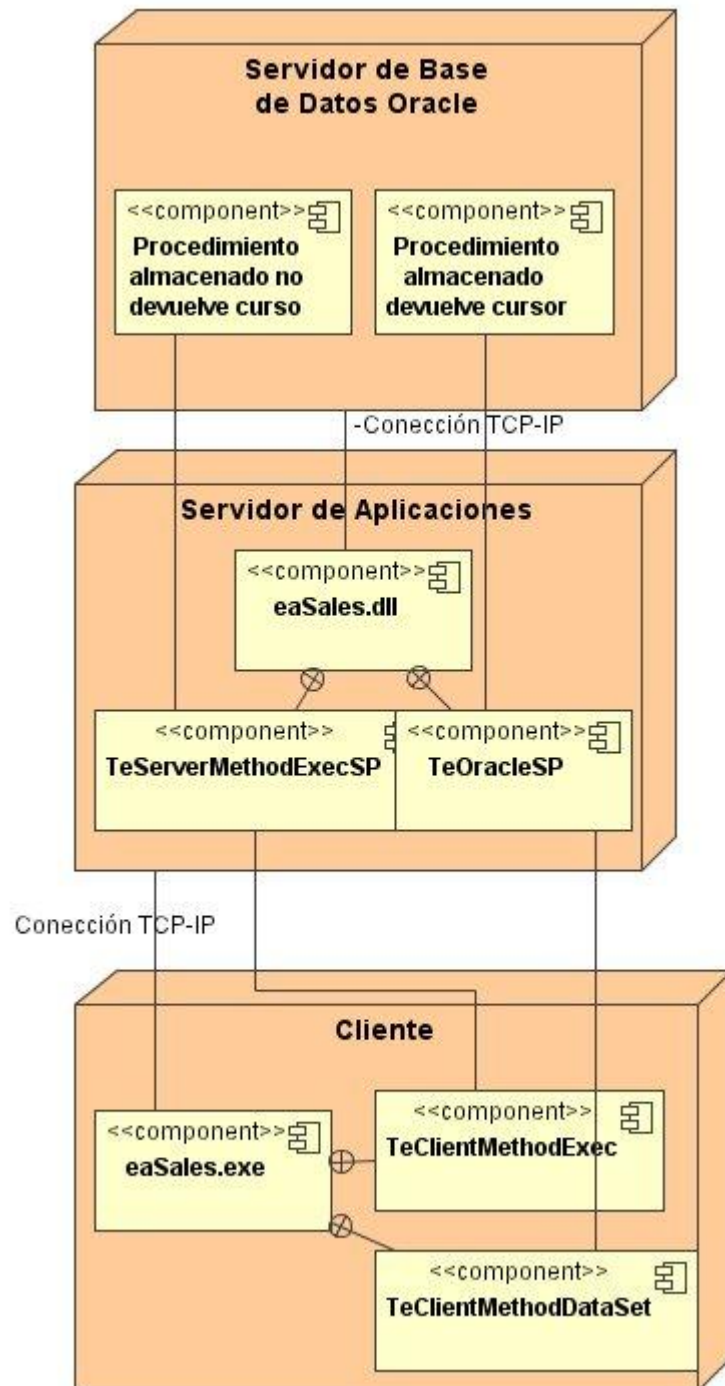 Servidor de Base
de Datos Oracle
<<component>>
Procedimiento
almacenado no
devuelve curso
<<component>>
Procedimiento
almacenado
devuelve cursor
-Conección TCP-IP
Servidor de Aplicaciones
<<component>>
eaSales.dll
<<component>>
TeServerMethodExecSP
<<component>>
TeOracleSP
Conección TCP-IP
Cliente
<<component>>
eaSales.exe
<<component>>
TeClientMethodExec
<<component>>
TeClientMethodDataSet